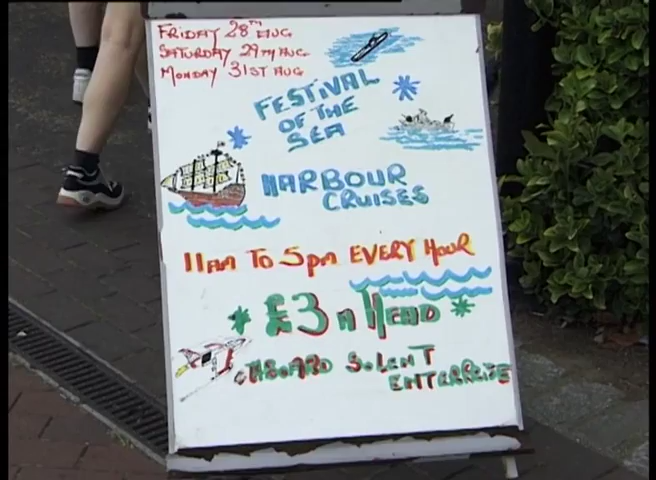 FRIDAY 28TH AUG
SATURDAY 29TH AUG
MONDAY 31ST AUG
FESTIVAL
OF THE
SEA
HARBOUR
CRUISES
11AM TO 5pm EVERY HOUR
£3 A HEAD
ONBOARD SOLENT
ENTERPRISE